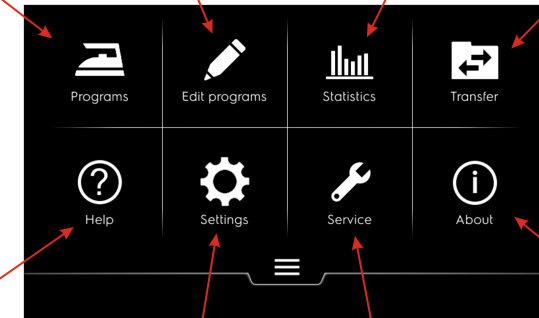 Programs
Edit programs
Statistics
Transfer
Help
Settings
Service
About